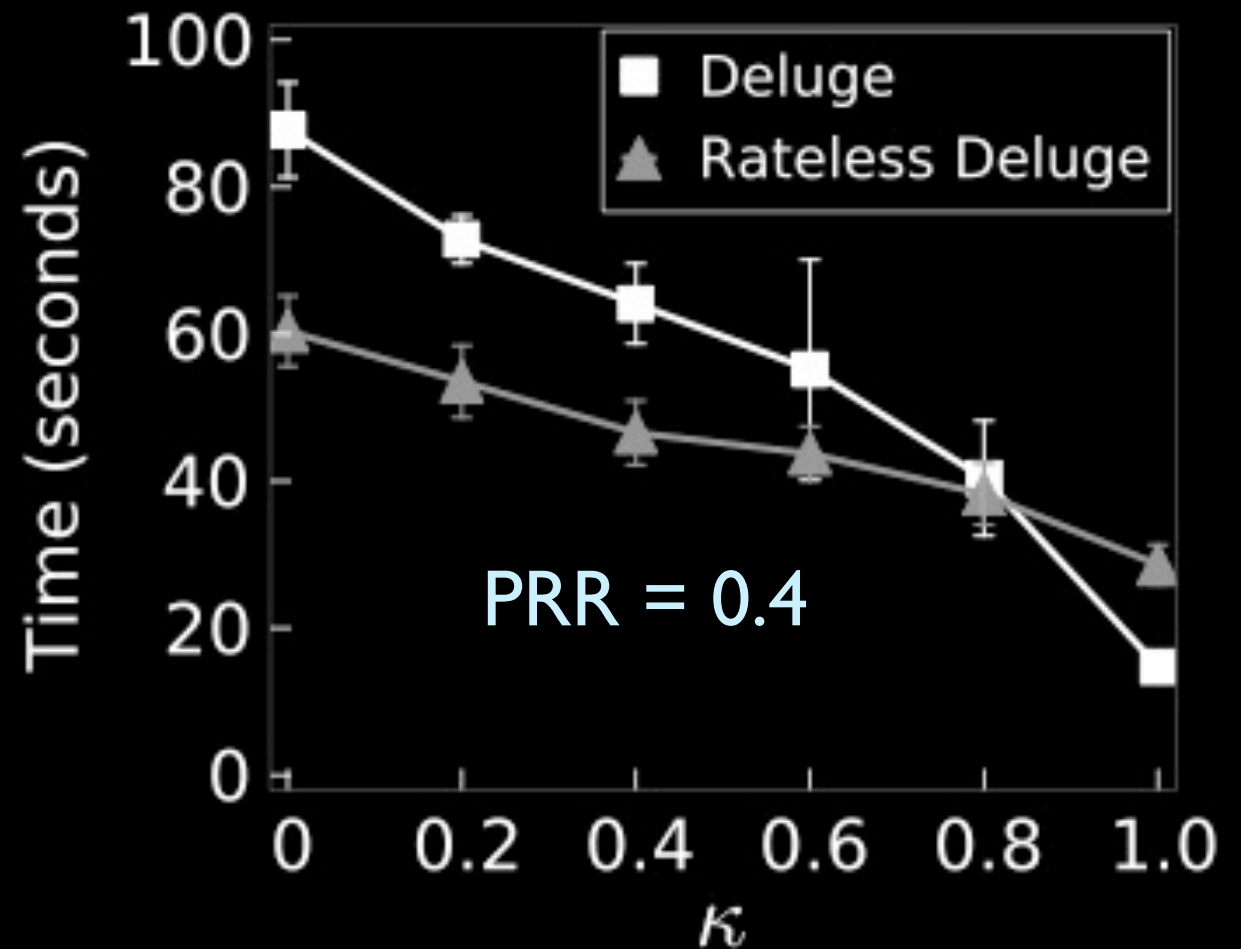 100
80
60
40
20
0
Time (seconds)
Deluge
Rateless Deluge
PRR = 0.4
0 0.2 0.4 0.6 0.8 1.0
κ